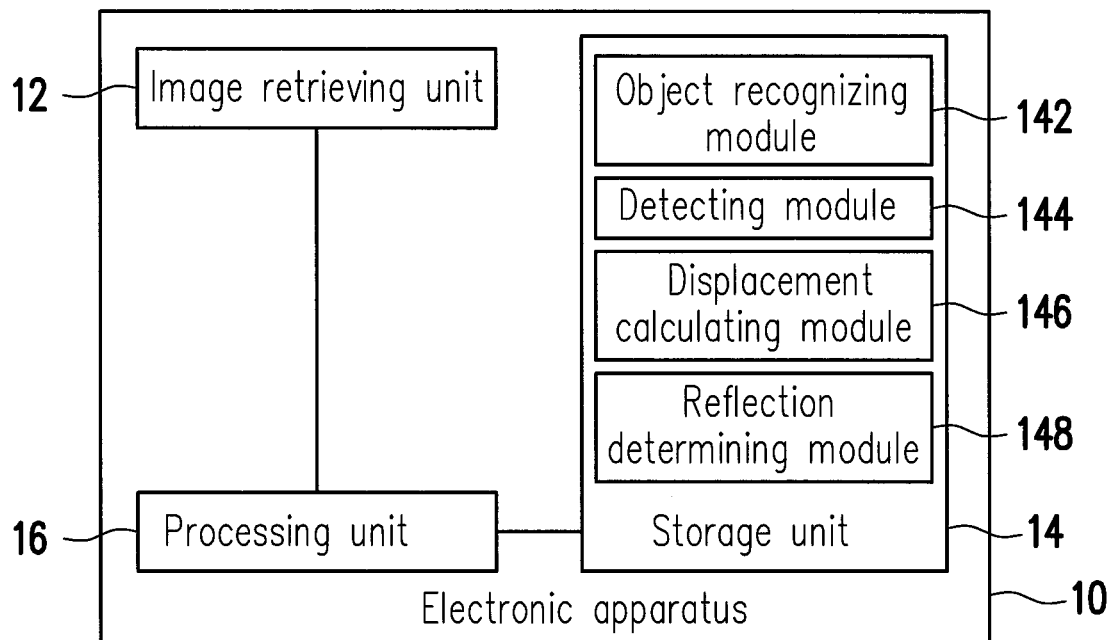 12
Image retrieving unit
Object recognizing
module
142
Detecting module
144
Displacement
calculating module
146
Reflection
determining module
148
16
Processing unit
Storage unit
14
Electronic apparatus
10